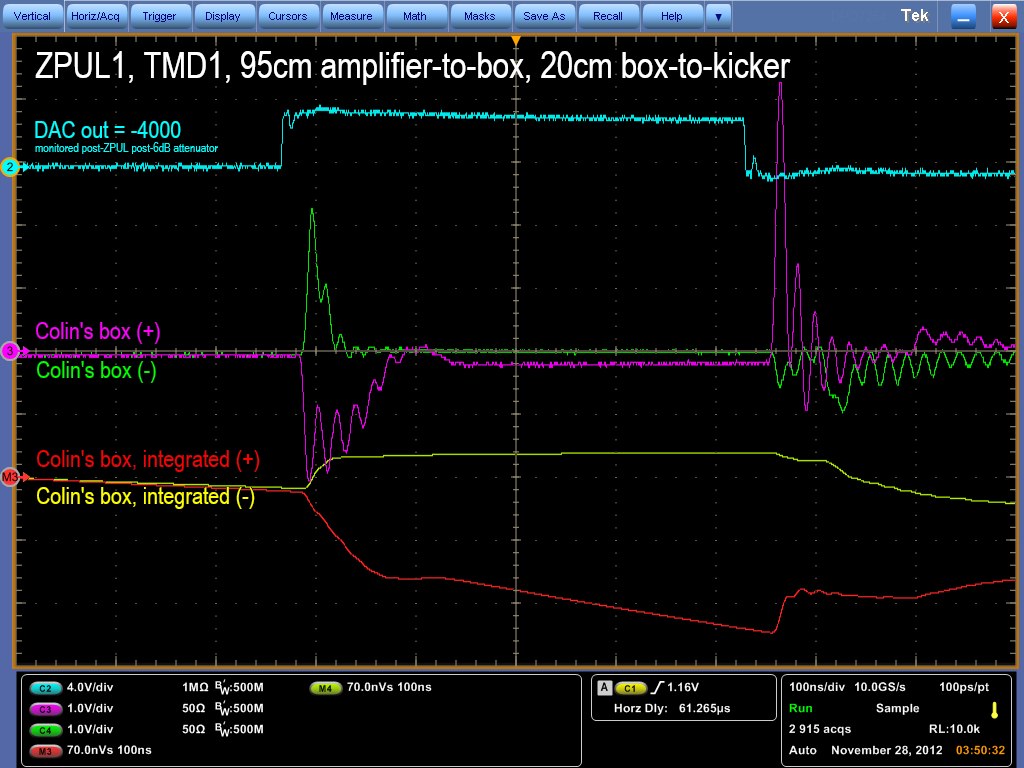 Vertical Horiz/Acq Trigger Display Cursors Measure Math Masks Save As Recall Help Tek X
ZPUL1, TMD1, 95cm amplifier-to-box, 20cm box-to-kicker
DAC out = -4000
monitored post-ZPUL post-6dB attenuator
2
Colin's box (+)
3
Colin's box (-)
Colin's box, integrated (+)
M3
Colin's box, integrated (-)
C2 4.0V/div 1MΩ BW:500M M4 70.0nVs 100ns
C3 1.0V/div 50Ω BW:500M
C4 1.0V/div 50Ω BW:500M
M3 70.0nVs 100ns
A C1 1.16V
Horz Dly: 61.265µs
100ns/div 10.0GS/s 100ps/pt
Run Sample
2 915 acqs RL:10.0k
Auto November 28, 2012 03:50:32